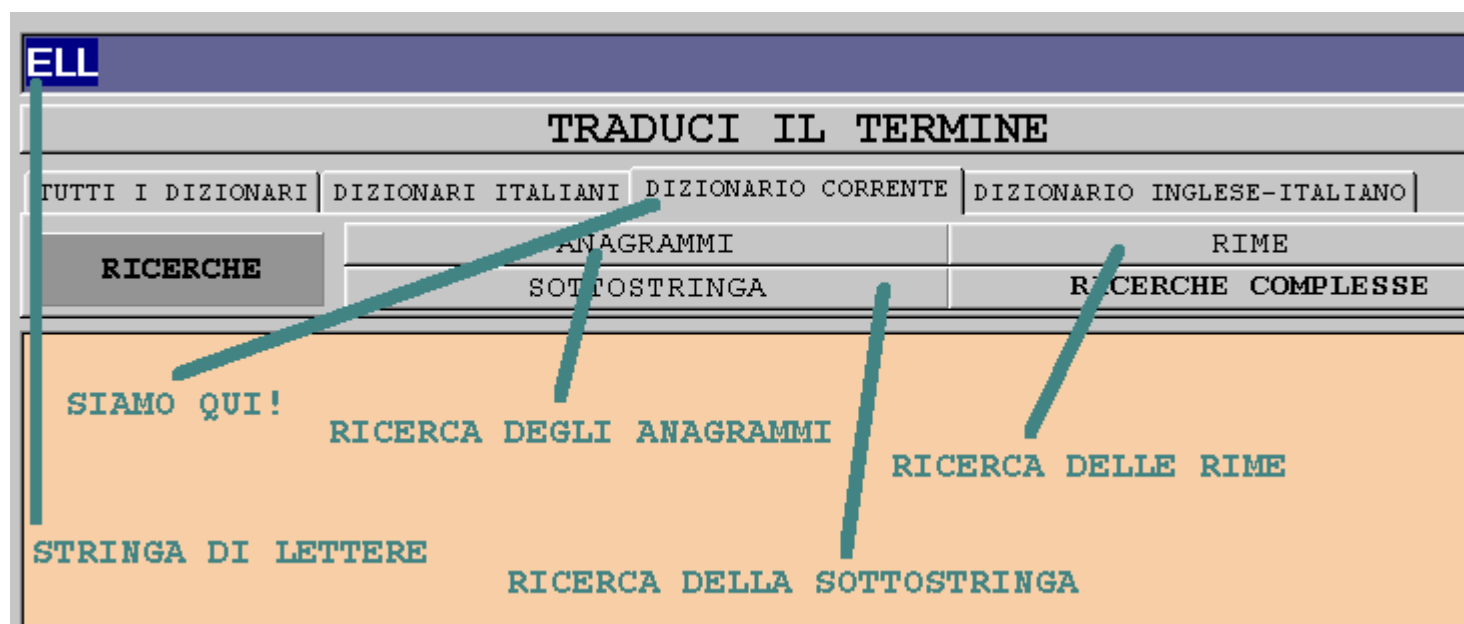 ELL
TRADUCI IL TERMINE
TUTTI I DIZIONARI DIZIONARI ITALIANI DIZIONARIO CORRENTE DIZIONARIO INGLESE-ITALIANO
RICERCHE
ANAGRAMMI RIME
SOTTOSTRINGA RICERCHE COMPLESSE
SIAMO QUI!
RICERCA DEGLI ANAGRAMMI
RICERCA DELLE RIME
STRINGA DI LETTERE
RICERCA DELLA SOTTOSTRINGA